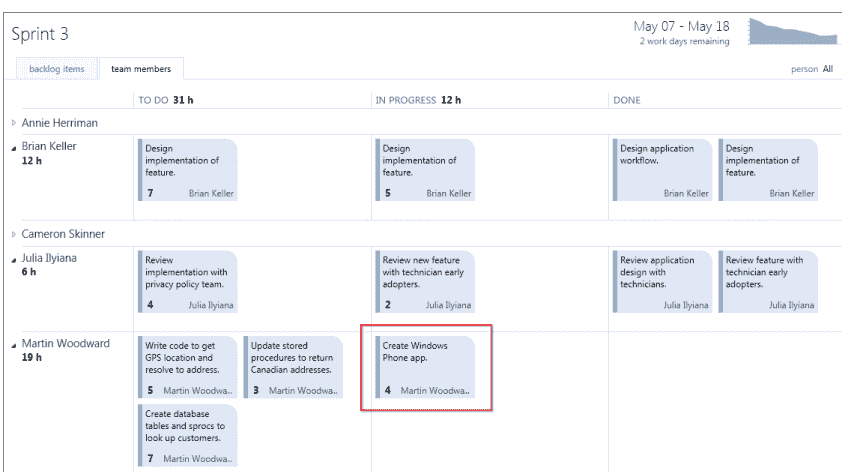 Sprint 3
May 07 - May 18
2 work days remaining
backlog items
team members
person All
TO DO 31 h
IN PROGRESS 12 h
DONE
Annie Herriman
Brian Keller
12 h
Design
implementation of
feature.
7 Brian Keller
Design
implementation of
feature.
5 Brian Keller
Design application
workflow.
Brian Keller
Design
implementation of
feature.
Brian Keller
Cameron Skinner
Julia Ilyiana
6 h
Review
implementation with
privacy policy team.
4 Julia Ilyiana
Review new feature
with technician early
adopters.
2 Julia Ilyiana
Review application
design with
technicians.
Julia Ilyiana
Review feature with
technician early
adopters.
Julia Ilyiana
Martin Woodward
19 h
Write code to get
GPS location and
resolve to address.
5 Martin Woodwa..
Update stored
procedures to return
Canadian addresses.
3 Martin Woodwa..
Create Windows
Phone app.
4 Martin Woodwa..
Create database
tables and sprocs to
look up customers.
7 Martin Woodwa..